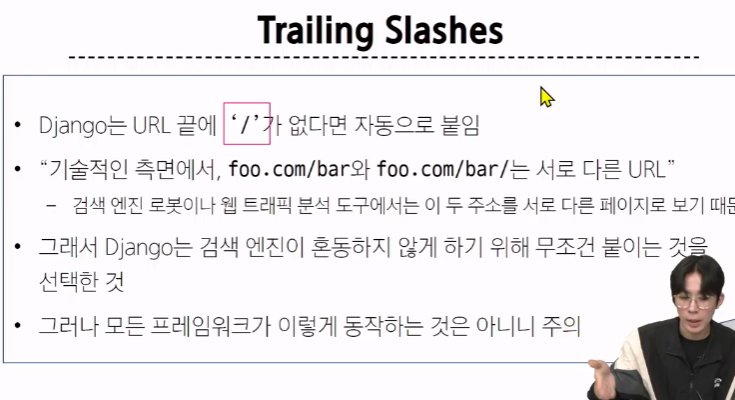 Trailing Slashes
• Django는 URL 끝에 ‘/’가 없다면 자동으로 붙임
• “기술적인 측면에서, foo.com/bar와 foo.com/bar/는 서로 다른 URL”
– 검색 엔진 로봇이나 웹 트래픽 분석 도구에서는 이 두 주소를 서로 다른 페이지로 보기 때문
• 그래서 Django는 검색 엔진이 혼동하지 않게 하기 위해 무조건 붙이는 것을
선택한 것
• 그러나 모든 프레임워크가 이렇게 동작하는 것은 아니니 주의